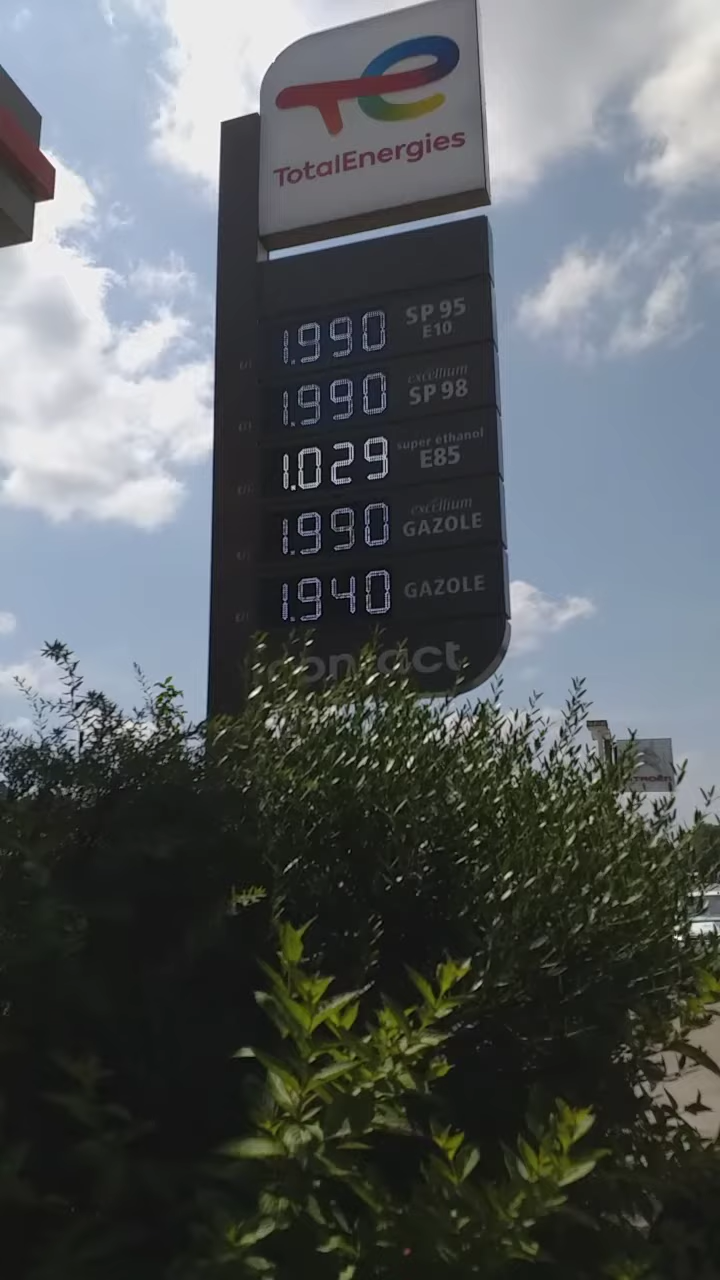 TotalEnergies
1.990 SP 95
E10
1.990 excellium
SP 98
1.029 super ethanol
E85
1.990 excellium
GAZOLE
1.940 GAZOLE
contact